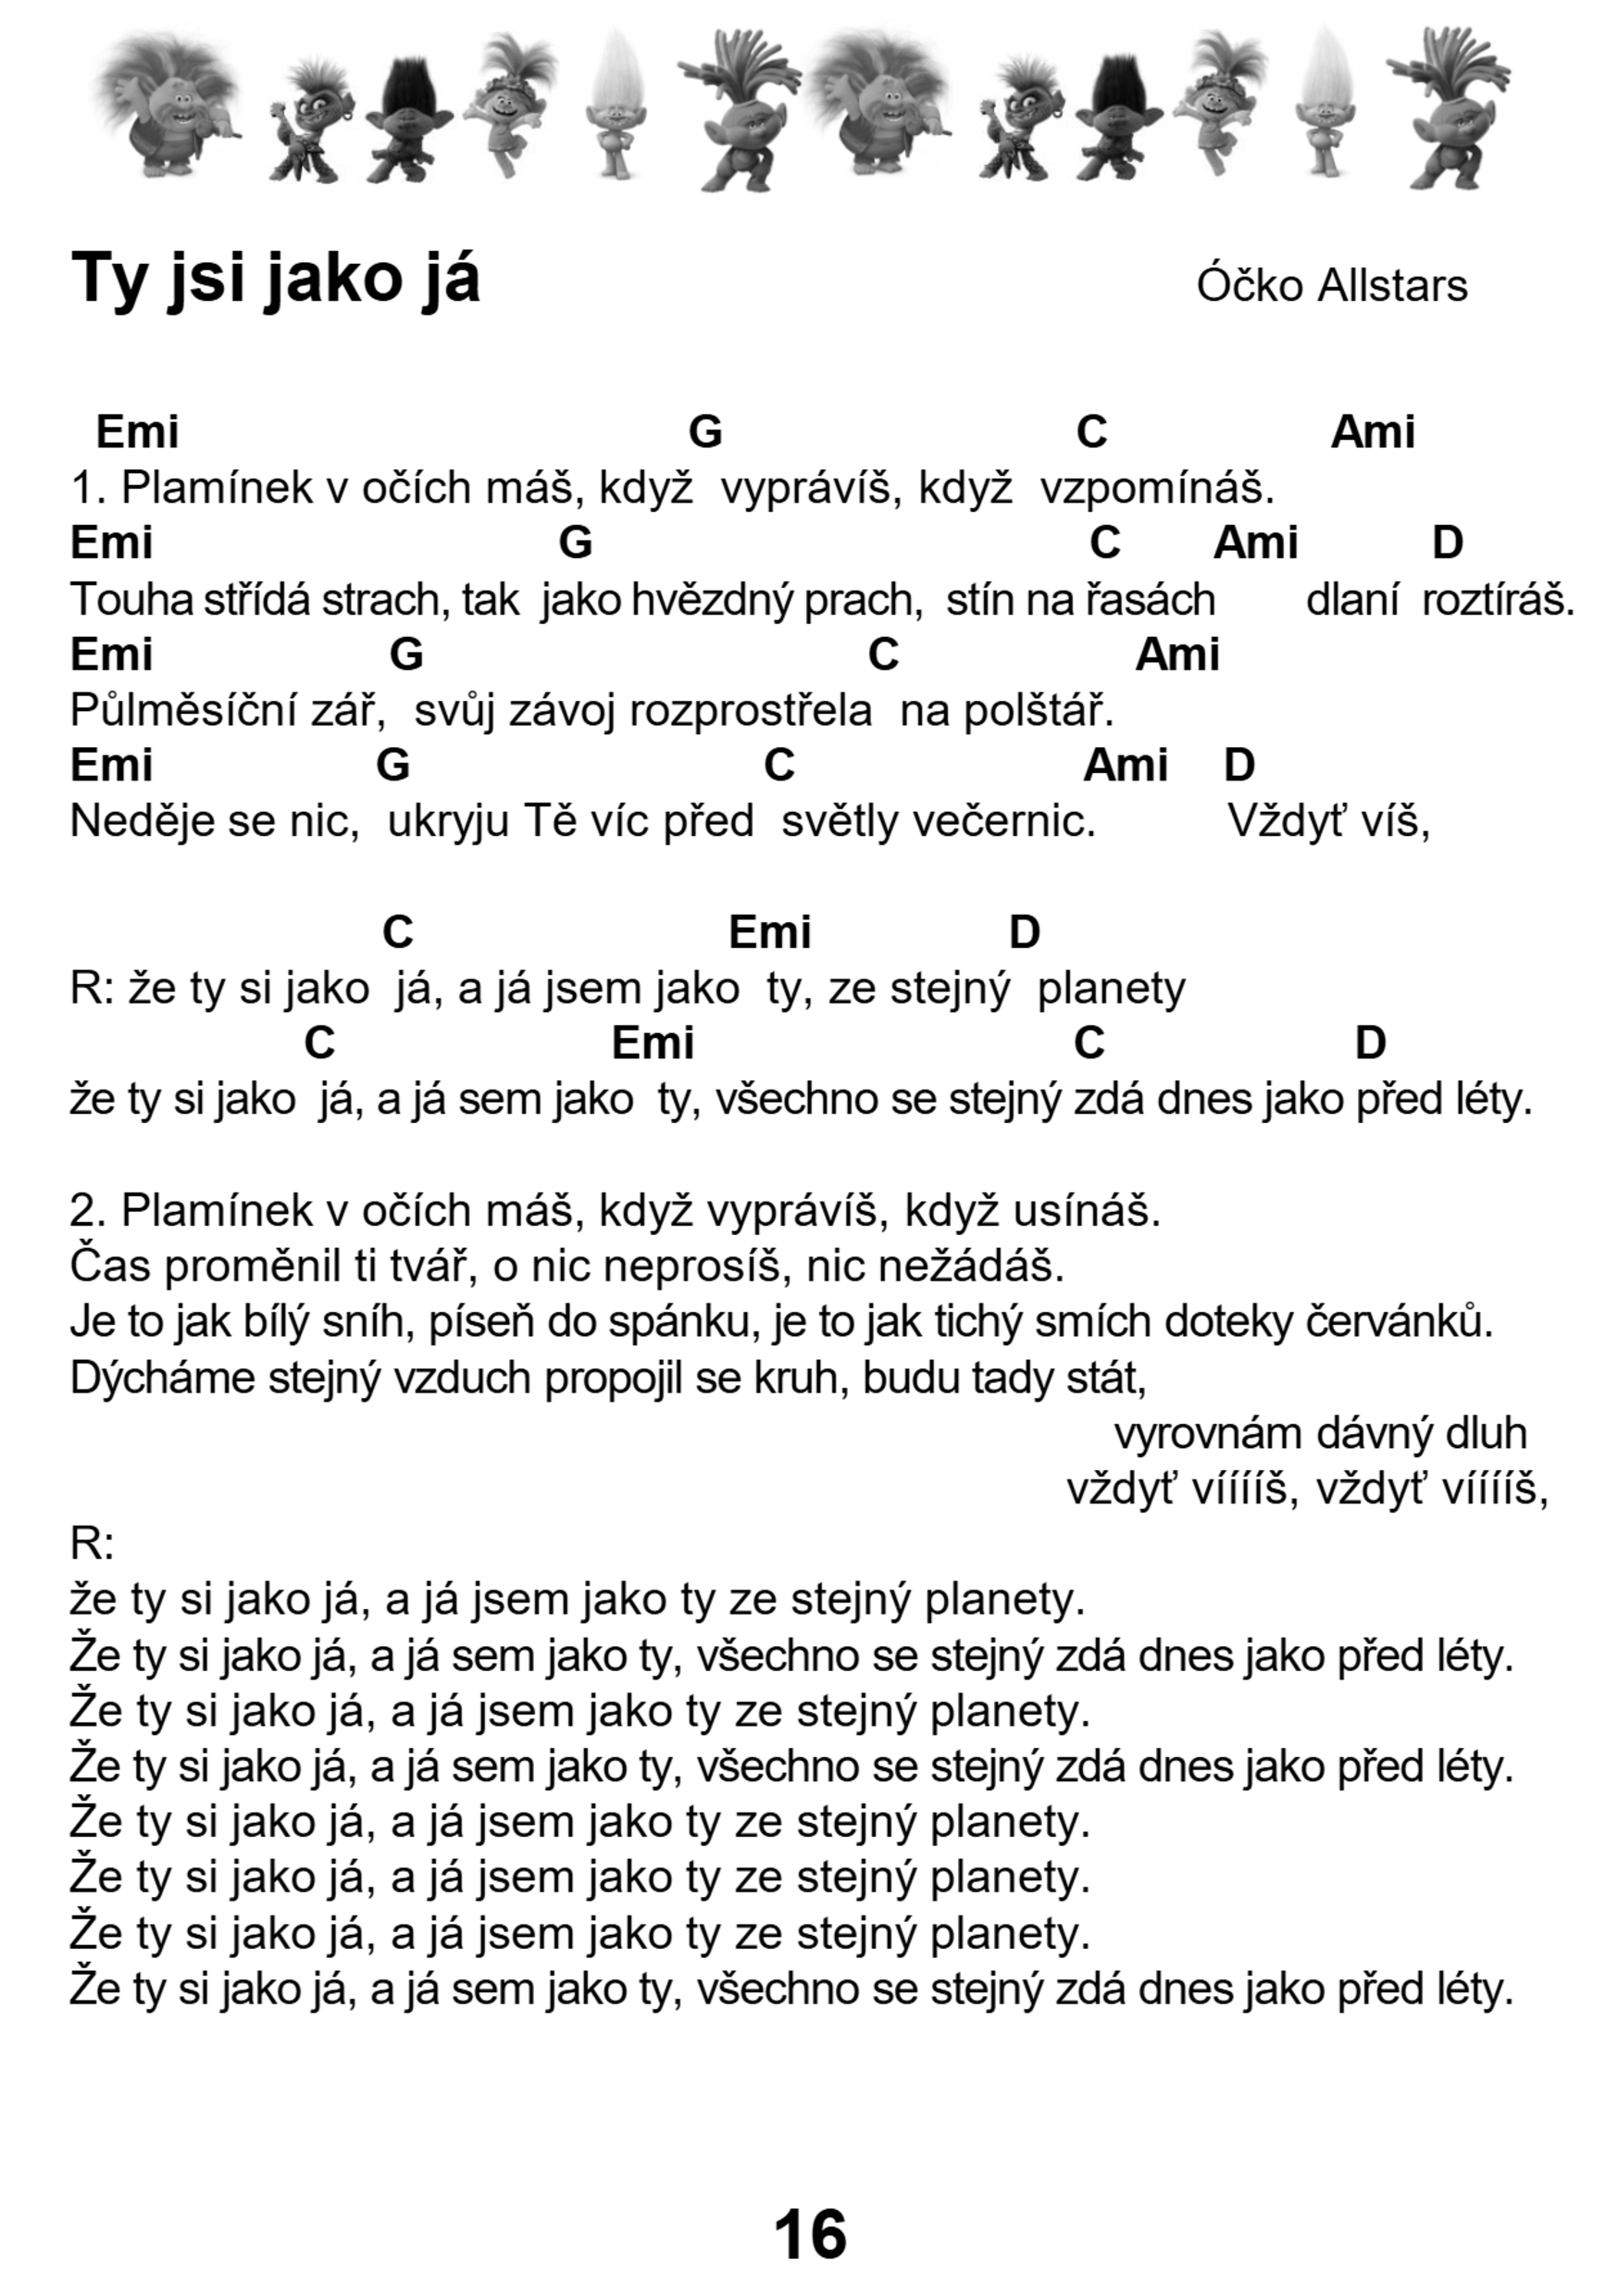 Ty jsi jako já Óčko Allstars
Emi G C Ami
1. Plamínek v očích máš, když vyprávíš, když vzpomínáš.
Emi G C Ami D
Touha střídá strach, tak jako hvězdný prach, stín na řasách dlaní roztíráš.
Emi G C Ami
Půlměsíční zář, svůj závoj rozprostřela na polštář.
Emi G C Ami D
Neděje se nic, ukryju Tě víc před světly večernic. Vždyť víš,
C Emi D
R: že ty si jako já, a já jsem jako ty, ze stejný planety
C Emi C D
že ty si jako já, a já sem jako ty, všechno se stejný zdá dnes jako před léty.
2. Plamínek v očích máš, když vyprávíš, když usínáš.
Čas proměnil ti tvář, o nic neprosíš, nic nežádáš.
Je to jak bílý sníh, píseň do spánku, je to jak tichý smích doteky červánků.
Dýcháme stejný vzduch propojil se kruh, budu tady stát,
vyrovnám dávný dluh
vždyť vííííš, vždyť vííííš,
R:
že ty si jako já, a já jsem jako ty ze stejný planety.
Že ty si jako já, a já sem jako ty, všechno se stejný zdá dnes jako před léty.
Že ty si jako já, a já jsem jako ty ze stejný planety.
Že ty si jako já, a já sem jako ty, všechno se stejný zdá dnes jako před léty.
Že ty si jako já, a já jsem jako ty ze stejný planety.
Že ty si jako já, a já jsem jako ty ze stejný planety.
Že ty si jako já, a já jsem jako ty ze stejný planety.
Že ty si jako já, a já sem jako ty, všechno se stejný zdá dnes jako před léty.
16